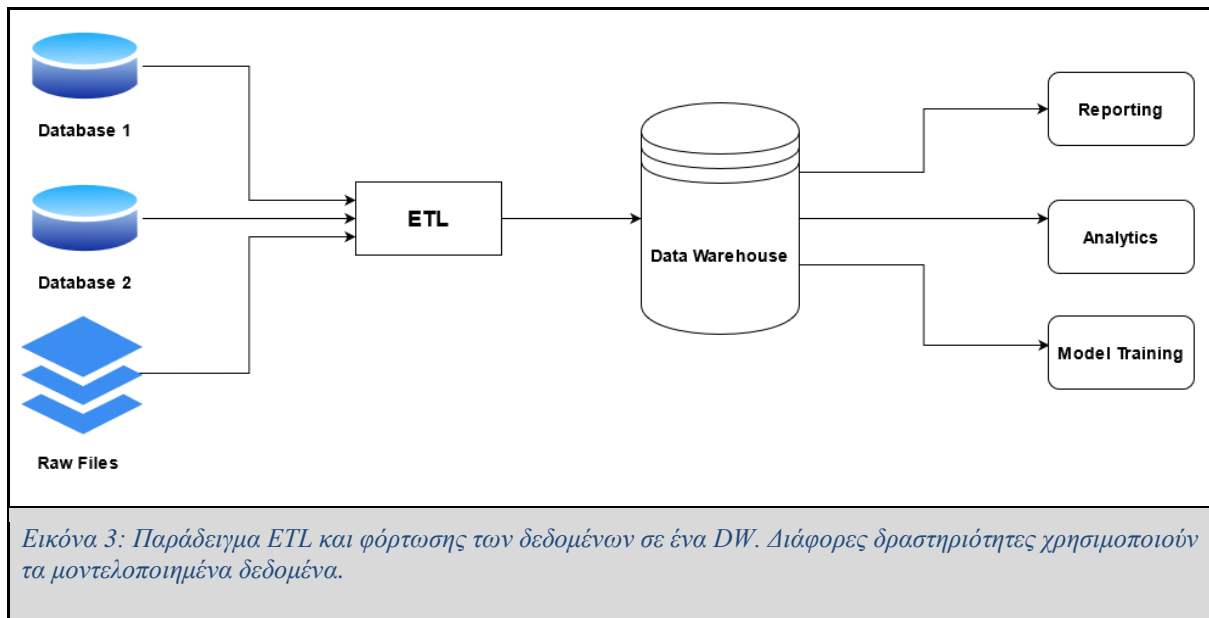 Database 1
Database 2
Raw Files
ETL
Data Warehouse
Reporting
Analytics
Model Training
Εικόνα 3: Παράδειγμα ETL και φόρτωσης των δεδομένων σε ένα DW. Διάφορες δραστηριότητες χρησιμοποιούν
τα μοντελοποιημένα δεδομένα.